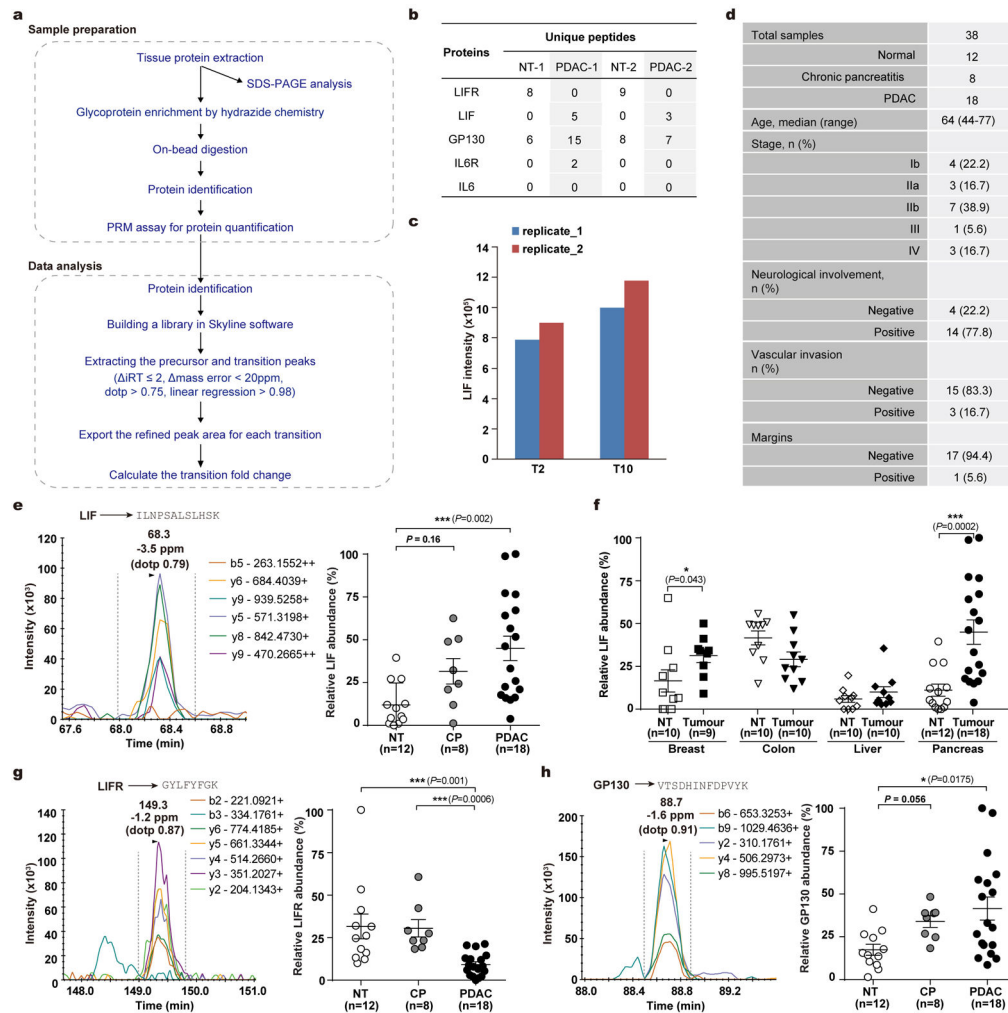 a
Sample preparation
Tissue protein extraction
SDS-PAGE analysis
Glycoprotein enrichment by hydrazide chemistry
On-bead digestion
Protein identification
PRM assay for protein quantification
Data analysis
Protein identification
Building a library in Skyline software
Extracting the precursor and transition peaks
(ΔiRT ≤ 2, Δmass error < 20ppm,
dotp > 0.75, linear regression > 0.98)
Export the refined peak area for each transition
Calculate the transition fold change
b
Proteins Unique peptides
NT-1 PDAC-1 NT-2 PDAC-2
LIFR 8 0 9 0
LIF 0 5 0 3
GP130 6 15 8 7
IL6R 0 2 0 0
IL6 0 0 0 0
c
replicate_1
replicate_2
LIF intensity (x10⁵)
14
12
10
8
6
4
2
0
T2 T10
d
Total samples 38
Normal 12
Chronic pancreatitis 8
PDAC 18
Age, median (range) 64 (44-77)
Stage, n (%)
Ib 4 (22.2)
IIa 3 (16.7)
IIb 7 (38.9)
III 1 (5.6)
IV 3 (16.7)
Neurological involvement,
n (%)
Negative 4 (22.2)
Positive 14 (77.8)
Vascular invasion
n (%)
Negative 15 (83.3)
Positive 3 (16.7)
Margins
Negative 17 (94.4)
Positive 1 (5.6)
e
LIF ILNPSALSLHSK
68.3
-3.5 ppm
(dotp 0.79)
b5 - 263.1552++
y6 - 684.4039+
y9 - 939.5258+
y5 - 571.3198+
y8 - 842.4730+
y9 - 470.2665++
Intensity (x10³)
120
100
80
60
40
20
0
67.6 68.0 68.4 68.8
Time (min)
Relative LIF abundance (%)
100
75
50
25
0
*** (P=0.002)
P = 0.16
NT CP PDAC
(n=12) (n=8) (n=18)
f
Relative LIF abundance (%)
100
75
50
25
0
*
(P=0.043)
***
(P=0.0002)
NT Tumour NT Tumour NT Tumour NT Tumour
(n=10) (n=9) (n=10) (n=10) (n=10) (n=10) (n=12) (n=18)
Breast Colon Liver Pancreas
g
LIFR GYLFYFGK
149.3
-1.2 ppm
(dotp 0.87)
b2 - 221.0921+
b3 - 334.1761+
y6 - 774.4185+
y5 - 661.3344+
y4 - 514.2660+
y3 - 351.2027+
y2 - 204.1343+
Intensity (x10³)
140
120
100
80
60
40
20
0
148.0 149.0 150.0 151.0
Time (min)
Relative LIFR abundance (%)
100
75
50
25
0
*** (P=0.001)
*** (P=0.0006)
NT CP PDAC
(n=12) (n=8) (n=18)
h
GP130 VTSDHINFDPVYK
88.7
-1.6 ppm
(dotp 0.91)
b6 - 653.3253+
b9 - 1029.4636+
y2 - 310.1761+
y4 - 506.2973+
y8 - 995.5197+
Intensity (x10³)
200
150
100
50
0
88.0 88.4 88.8 89.2
Time (min)
Relative GP130 abundance (%)
100
75
50
25
0
* (P=0.0175)
P = 0.056
NT CP PDAC
(n=12) (n=8) (n=18)